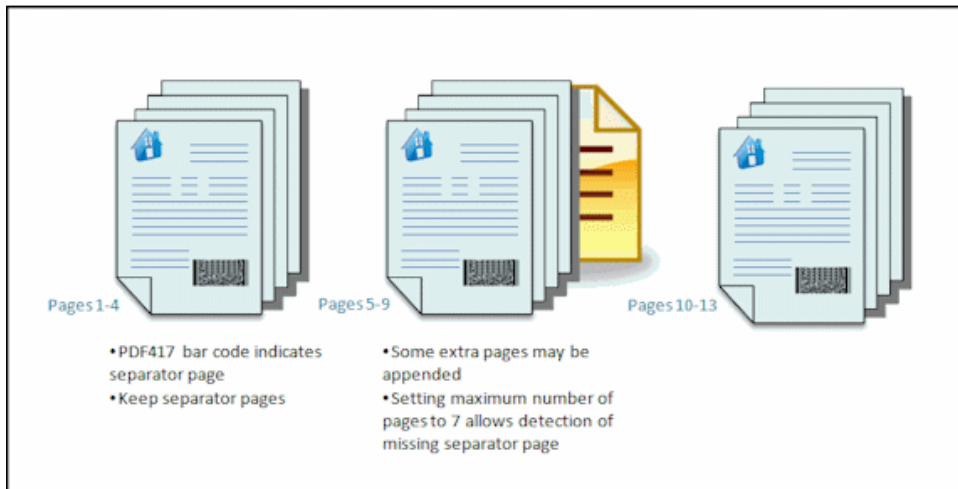 Pages 1-4
Pages 5-9
Pages 10-13
•PDF417 bar code indicates
separator page
•Keep separator pages
•Some extra pages may be
appended
•Setting maximum number of
pages to 7 allows detection of
missing separator page